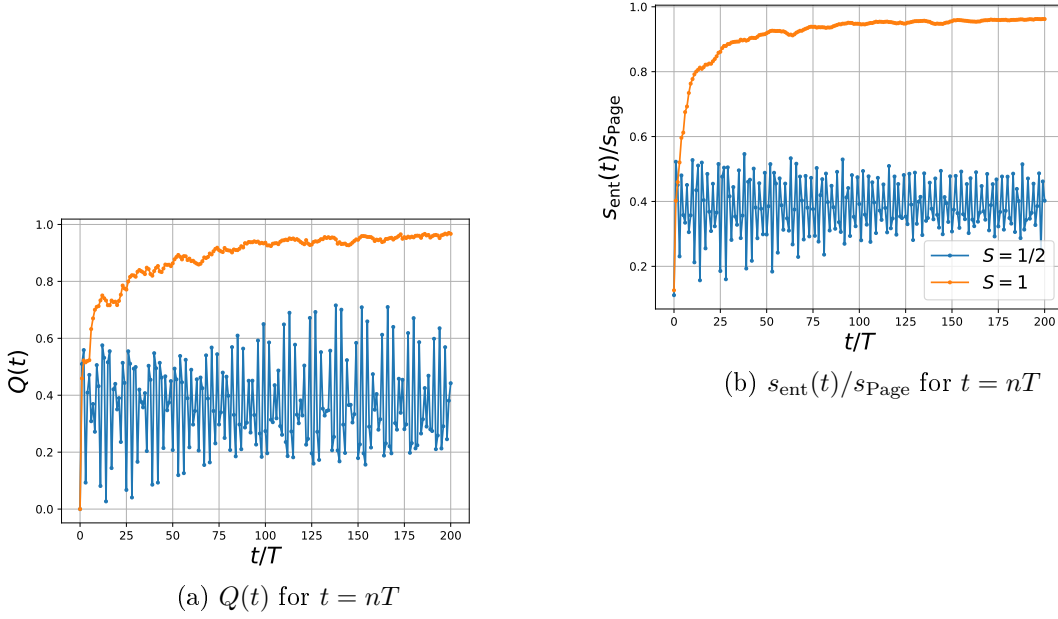 1.0
0.8
0.6
0.4
0.2
0.0
Q(t)
0 25 50 75 100 125 150 175 200
t/T
(a) Q(t) for t = nT
1.0
0.8
0.6
0.4
0.2
s_ent(t)/s_Page
S = 1/2
S = 1
0 25 50 75 100 125 150 175 200
t/T
(b) s_ent(t)/s_Page for t = nT